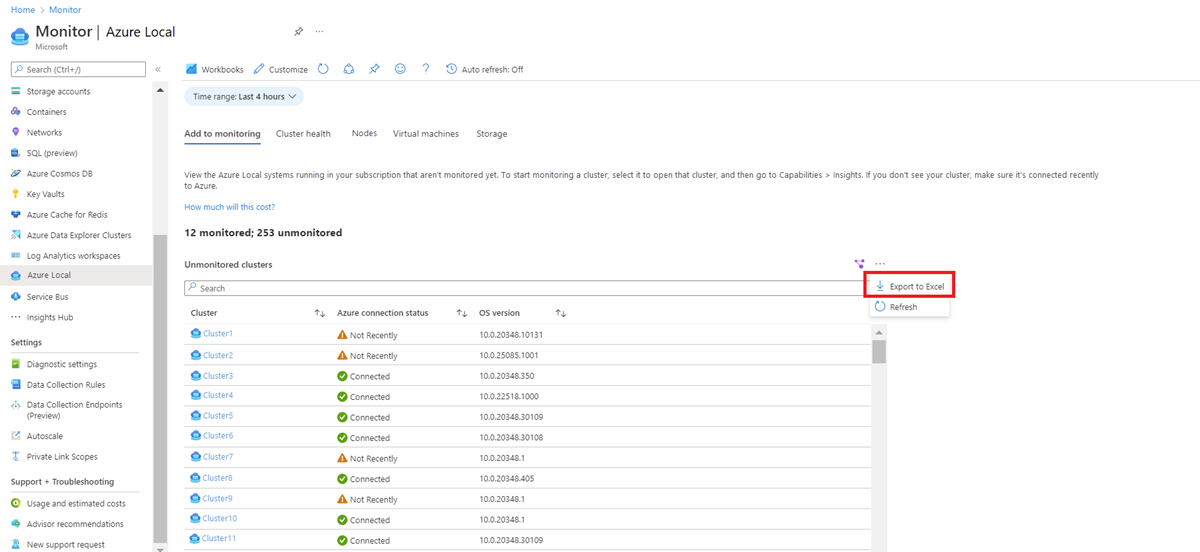 Home > Monitor
Monitor | Azure Local
Microsoft
Search (Ctrl+/)
Storage accounts
Containers
Networks
SQL (preview)
Azure Cosmos DB
Key Vaults
Azure Cache for Redis
Azure Data Explorer Clusters
Log Analytics workspaces
Azure Local
Service Bus
Insights Hub
Settings
Diagnostic settings
Data Collection Rules
Data Collection Endpoints
(Preview)
Autoscale
Private Link Scopes
Support + Troubleshooting
Usage and estimated costs
Advisor recommendations
New support request
Workbooks Customize Auto refresh: Off
Time range: Last 4 hours
Add to monitoring Cluster health Nodes Virtual machines Storage
View the Azure Local systems running in your subscription that aren't monitored yet. To start monitoring a cluster, select it to open that cluster, and then go to Capabilities > Insights. If you don't see your cluster, make sure it's connected recently
to Azure.
How much will this cost?
12 monitored; 253 unmonitored
Unmonitored clusters
Search
Export to Excel
Refresh
Cluster Azure connection status OS version
Cluster1 Not Recently 10.0.20348.10131
Cluster2 Not Recently 10.0.25085.1001
Cluster3 Connected 10.0.20348.350
Cluster4 Connected 10.0.22518.1000
Cluster5 Connected 10.0.20348.30109
Cluster6 Connected 10.0.20348.30108
Cluster7 Not Recently 10.0.20348.1
Cluster8 Connected 10.0.20348.405
Cluster9 Not Recently 10.0.20348.1
Cluster10 Connected 10.0.20348.1
Cluster11 Connected 10.0.20348.30109